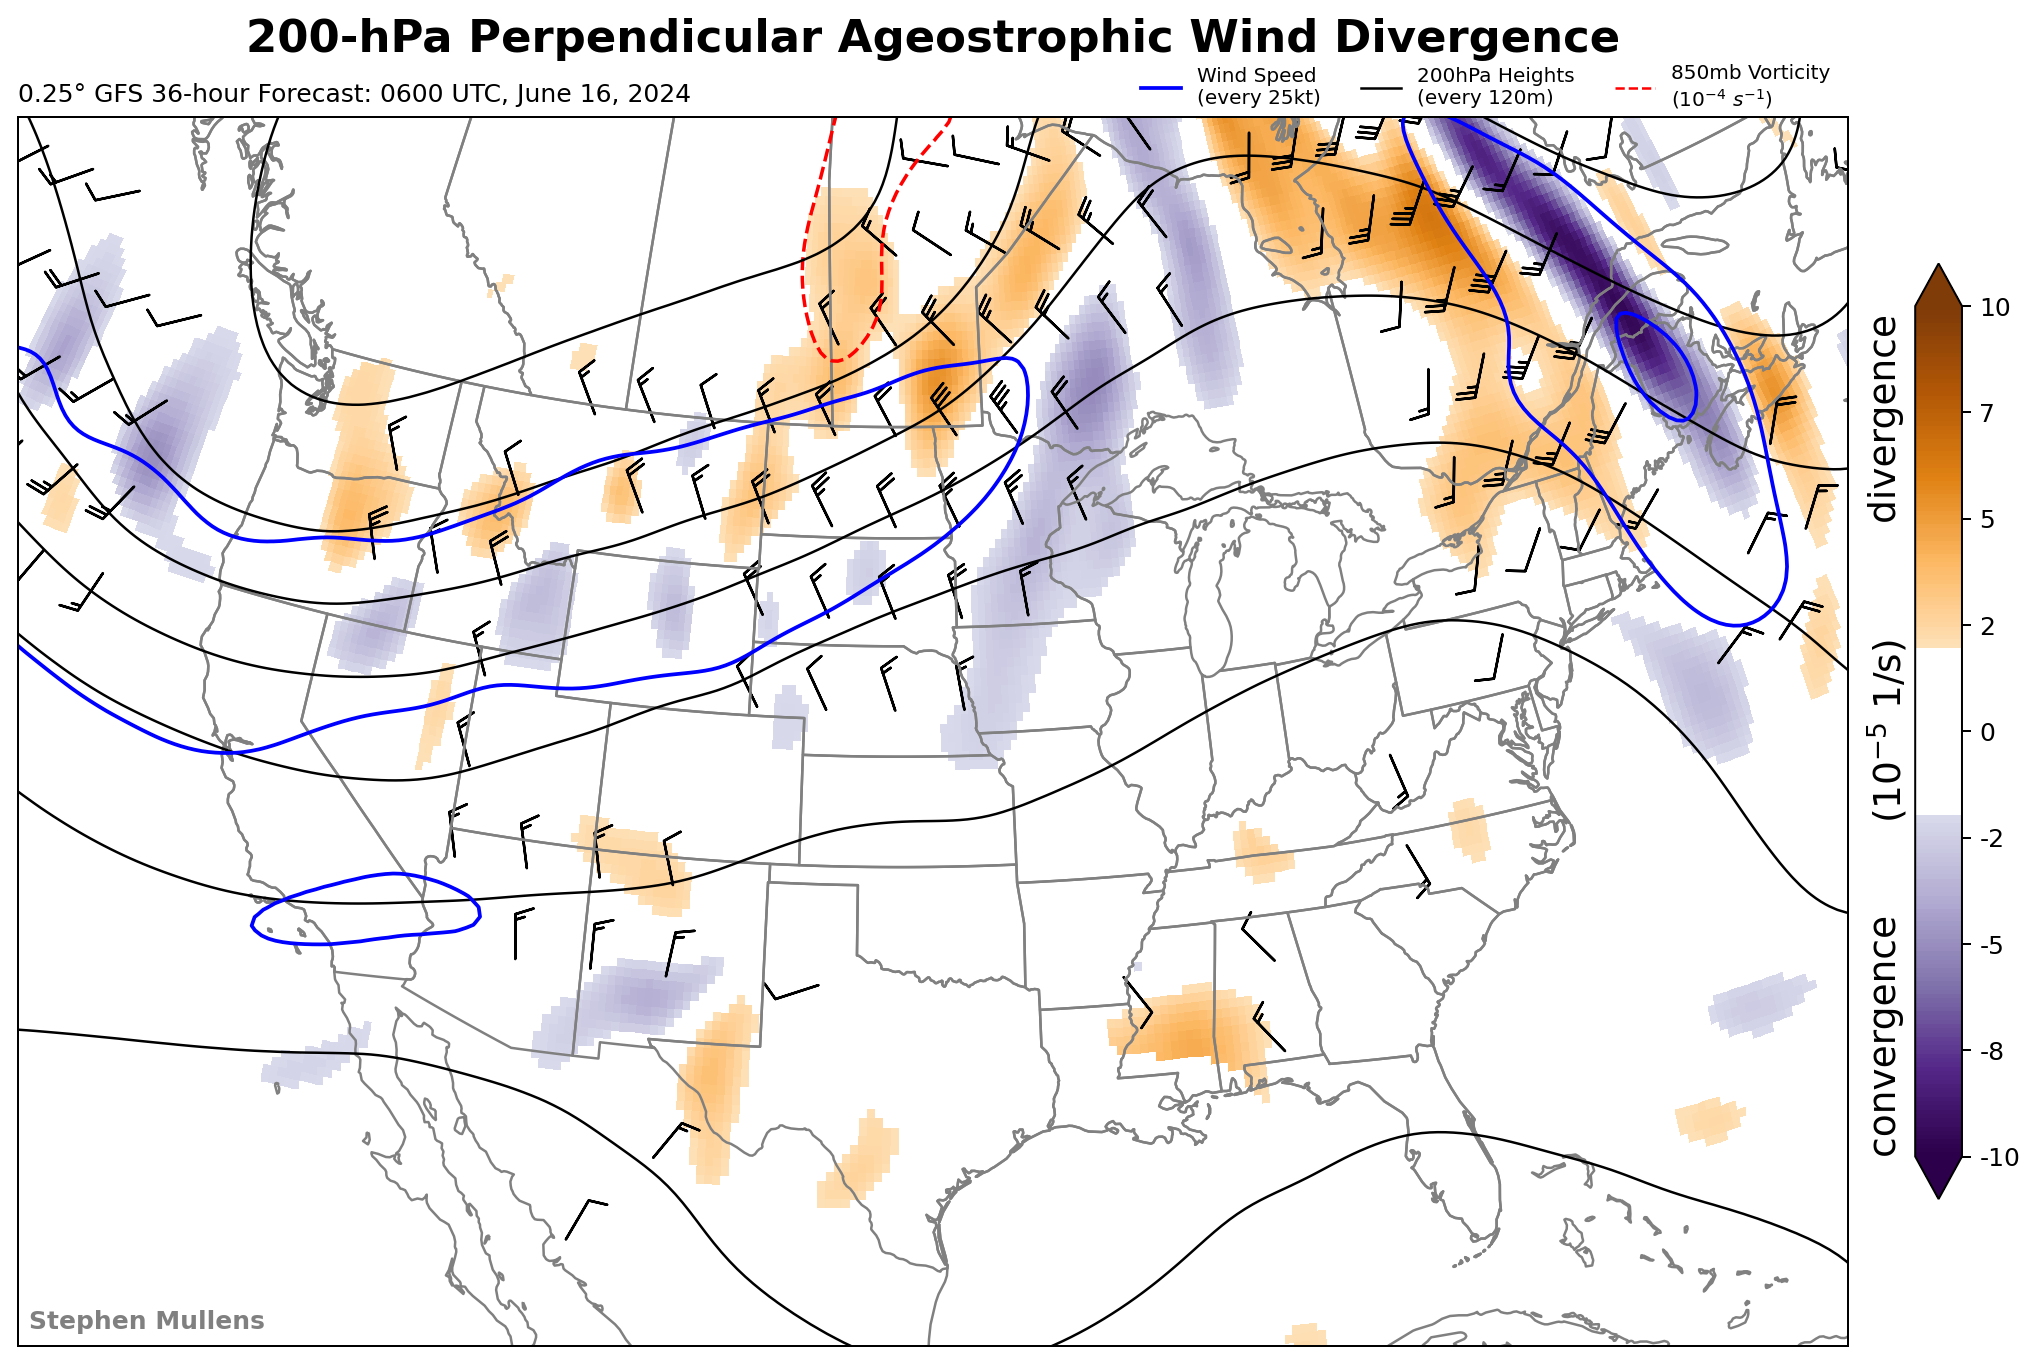 200-hPa Perpendicular Ageostrophic Wind Divergence
0.25° GFS 36-hour Forecast: 0600 UTC, June 16, 2024
Wind Speed
(every 25kt)
200hPa Heights
(every 120m)
850mb Vorticity
(10⁻⁴ s⁻¹)
10
7
5
2
0
-2
-5
-8
-10
convergence (10⁻⁵ 1/s) divergence
Stephen Mullens